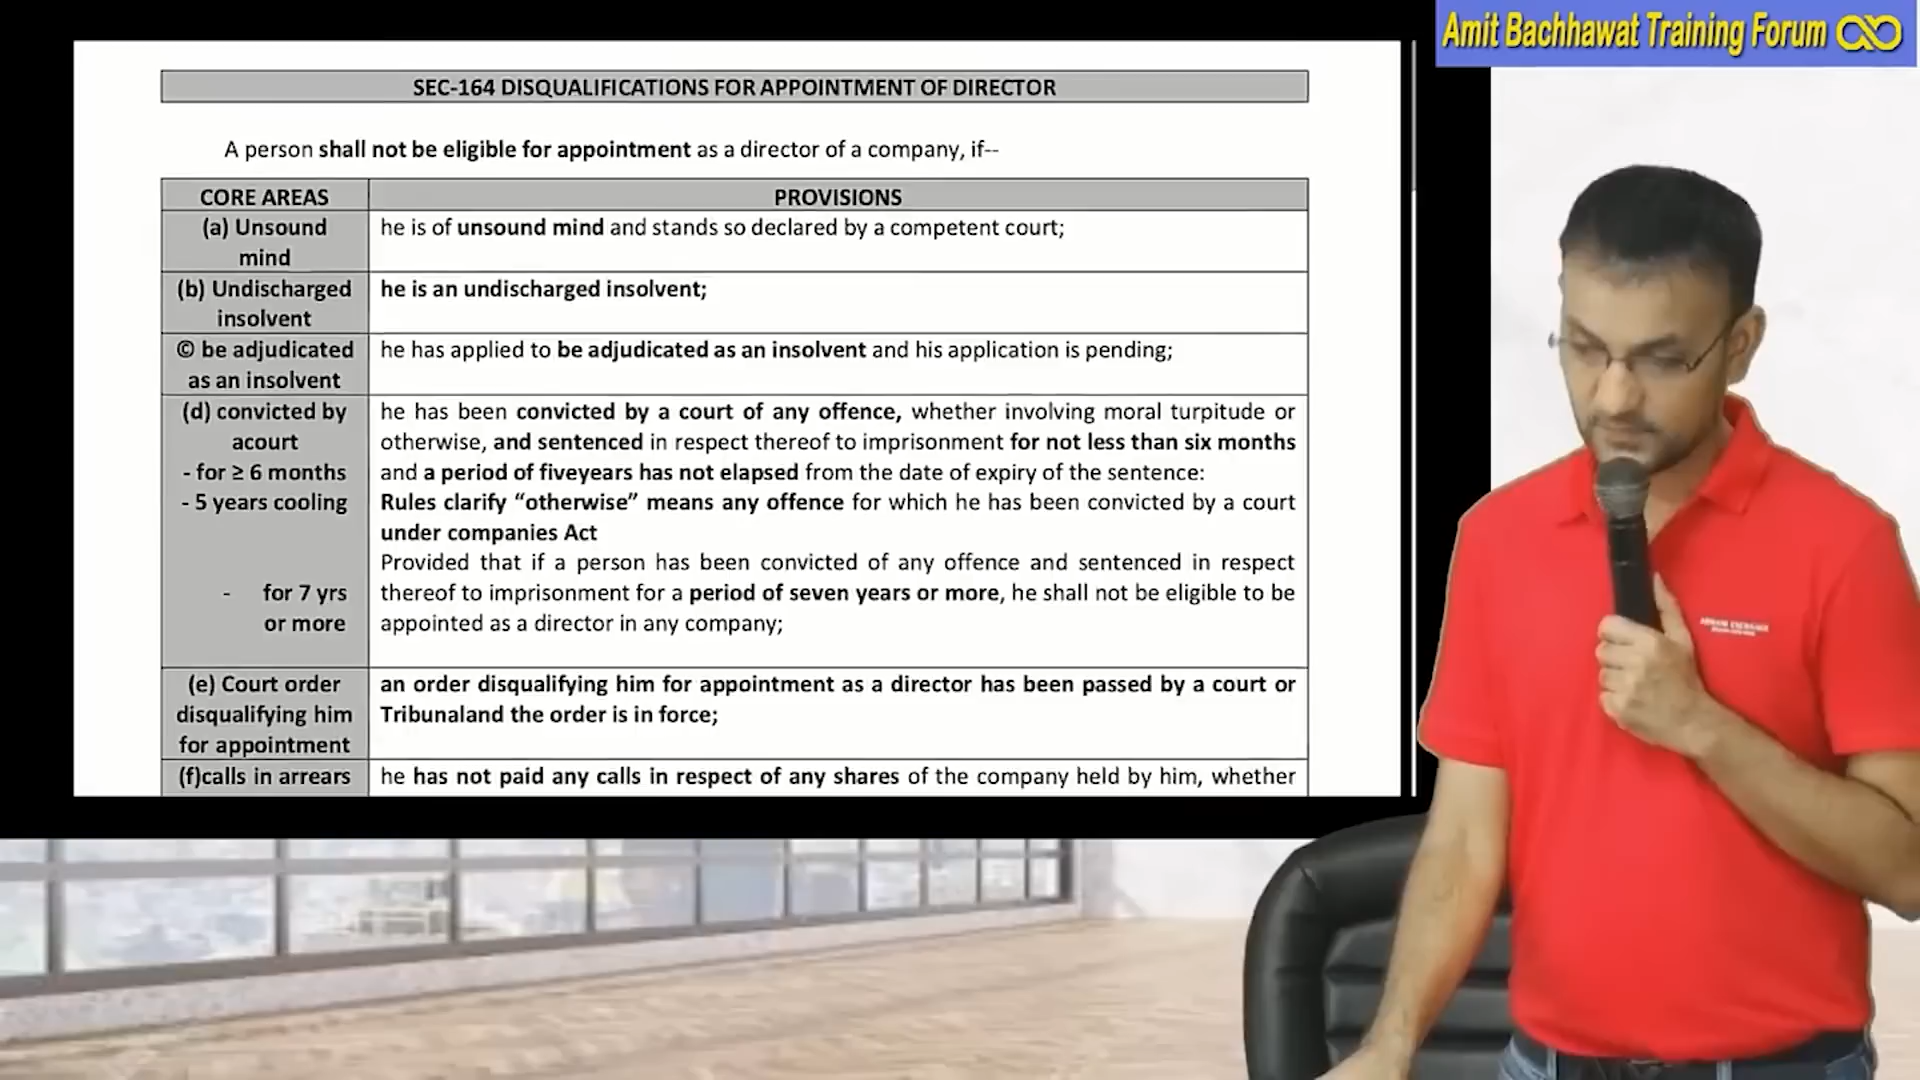 Amit Bachhawat Training Forum
SEC-164 DISQUALIFICATIONS FOR APPOINTMENT OF DIRECTOR
A person shall not be eligible for appointment as a director of a company, if--
CORE AREAS
PROVISIONS
(a) Unsound
mind
he is of unsound mind and stands so declared by a competent court;
(b) Undischarged
insolvent
he is an undischarged insolvent;
© be adjudicated
as an insolvent
he has applied to be adjudicated as an insolvent and his application is pending;
(d) convicted by
acourt
- for ≥ 6 months
- 5 years cooling
- for 7 yrs
or more
he has been convicted by a court of any offence, whether involving moral turpitude or
otherwise, and sentenced in respect thereof to imprisonment for not less than six months
and a period of fiveyears has not elapsed from the date of expiry of the sentence:
Rules clarify “otherwise” means any offence for which he has been convicted by a court
under companies Act
Provided that if a person has been convicted of any offence and sentenced in respect
thereof to imprisonment for a period of seven years or more, he shall not be eligible to be
appointed as a director in any company;
(e) Court order
disqualifying him
for appointment
an order disqualifying him for appointment as a director has been passed by a court or
Tribunaland the order is in force;
(f)calls in arrears
he has not paid any calls in respect of any shares of the company held by him, whether